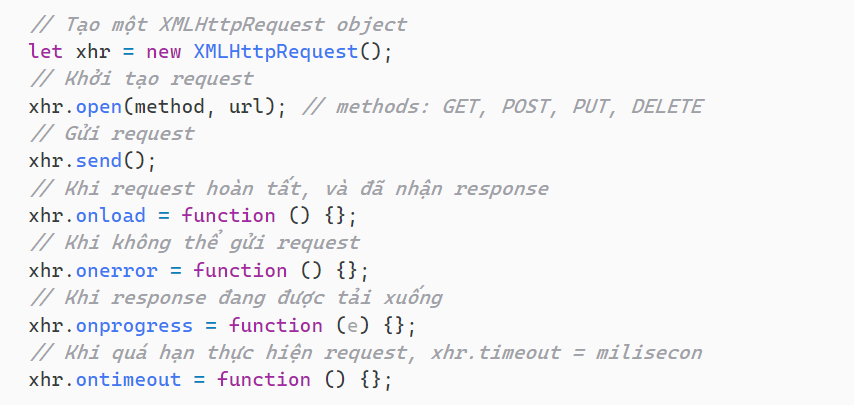 // Tạo một XMLHttpRequest object
let xhr = new XMLHttpRequest();
// Khởi tạo request
xhr.open(method, url); // methods: GET, POST, PUT, DELETE
// Gửi request
xhr.send();
// Khi request hoàn tất, và đã nhận response
xhr.onload = function () {};
// Khi không thể gửi request
xhr.onerror = function () {};
// Khi response đang được tải xuống
xhr.onprogress = function (e) {};
// Khi quá hạn thực hiện request, xhr.timeout = milisecon
xhr.ontimeout = function () {};